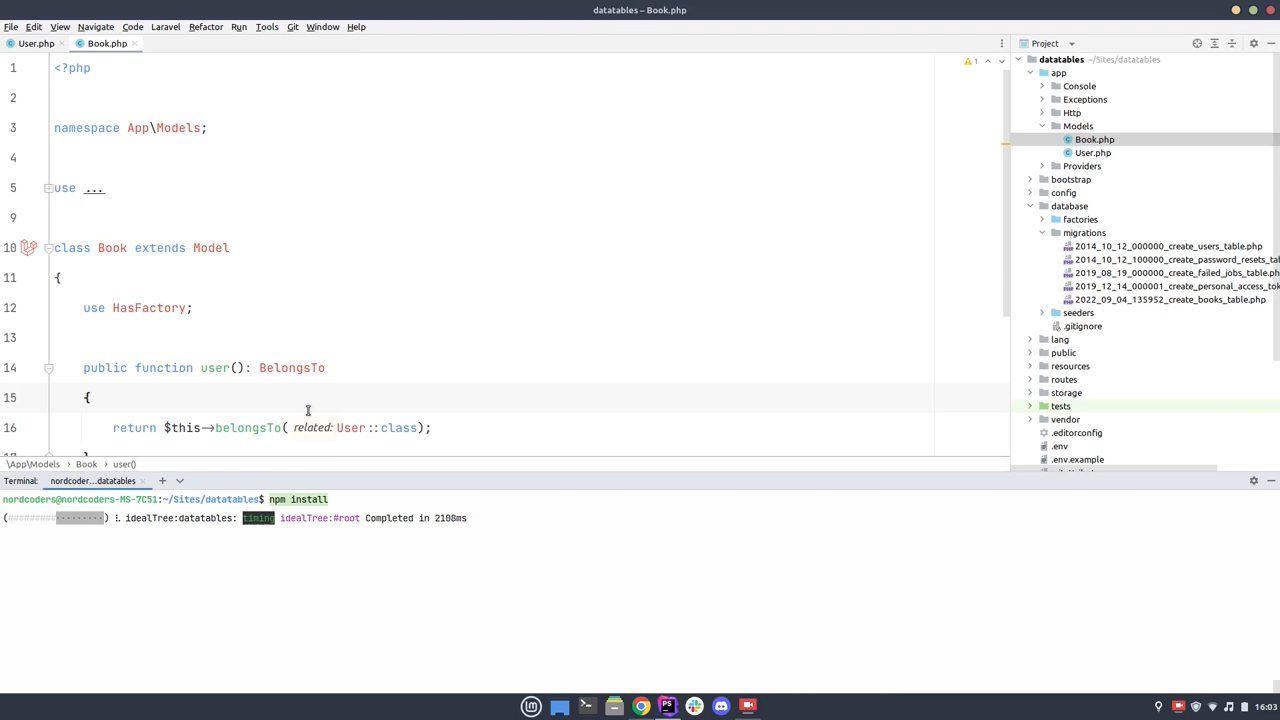 datatables – Book.php
File Edit View Navigate Code Laravel Refactor Run Tools Git Window Help
User.php Book.php
Project
1 <?php
2
3 namespace App\Models;
4
5 use ...
9
10 class Book extends Model
11 {
12 use HasFactory;
13
14 public function user(): BelongsTo
15 {
16 return $this->belongsTo( related: User::class);
1
datatables ~/Sites/datatables
app
Console
Exceptions
Http
Models
Book.php
User.php
Providers
bootstrap
config
database
factories
migrations
2014_10_12_000000_create_users_table.php
2014_10_12_100000_create_password_resets_ta
2019_08_19_000000_create_failed_jobs_table.ph
2019_12_14_000001_create_personal_access_tok
2022_09_04_135952_create_books_table.php
seeders
.gitignore
lang
public
resources
routes
storage
tests
vendor
.editorconfig
.env
.env.example
\App\Models Book user()
Terminal: nordcoder...datatables
nordcoders@nordcoders-MS-7C51:~/Sites/datatables$ npm install
(#########·········) ⠧ idealTree:datatables: timing idealTree:#root Completed in 2108ms
PS
16:03